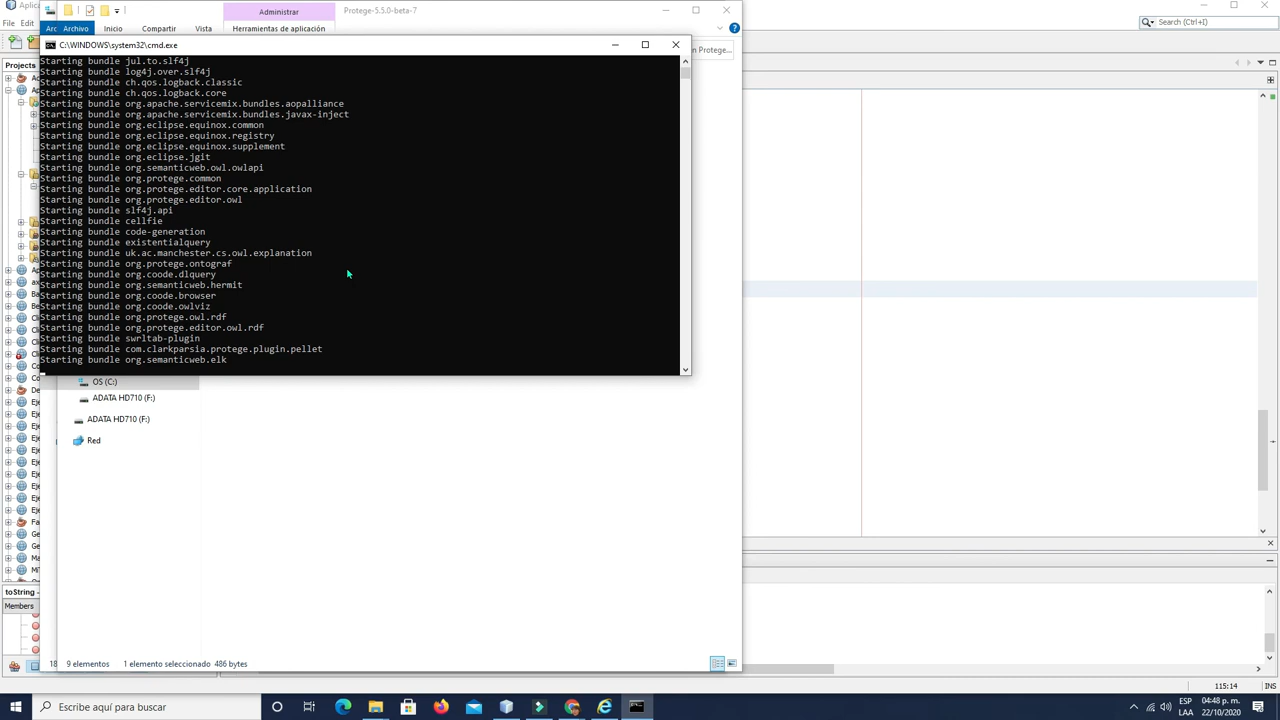 Administrar
Protege-5.5.0-beta-7
Archivo
Inicio
Compartir
Vista
Herramientas de aplicación
File
Edit
ch (Ctrl+I)
C:\WINDOWS\system32\cmd.exe
n Protege...
Projects
Starting bundle jul.to.slf4j
Starting bundle log4j.over.slf4j
Starting bundle ch.qos.logback.classic
Starting bundle ch.qos.logback.core
Starting bundle org.apache.servicemix.bundles.aopalliance
Starting bundle org.apache.servicemix.bundles.javax-inject
Starting bundle org.eclipse.equinox.common
Starting bundle org.eclipse.equinox.registry
Starting bundle org.eclipse.equinox.supplement
Starting bundle org.eclipse.jgit
Starting bundle org.semanticweb.owl.owlapi
Starting bundle org.protege.common
Starting bundle org.protege.editor.core.application
Starting bundle org.protege.editor.owl
Starting bundle slf4j.api
Starting bundle cellfie
Starting bundle code-generation
Starting bundle existentialquery
Starting bundle uk.ac.manchester.cs.owl.explanation
Starting bundle org.protege.ontograf
Starting bundle org.coode.dlquery
Starting bundle org.semanticweb.hermit
Starting bundle org.coode.browser
Starting bundle org.coode.owlviz
Starting bundle org.protege.owl.rdf
Starting bundle org.protege.editor.owl.rdf
Starting bundle swrltab-plugin
Starting bundle com.clarkparsia.protege.plugin.pellet
Starting bundle org.semanticweb.elk
OS (C:)
ADATA HD710 (F:)
ADATA HD710 (F:)
Red
toString -
Members
18
9 elementos
1 elemento seleccionado 486 bytes
115:14
INS
Escribe aquí para buscar
ESP
LAA
04:48 p. m.
22/10/2020